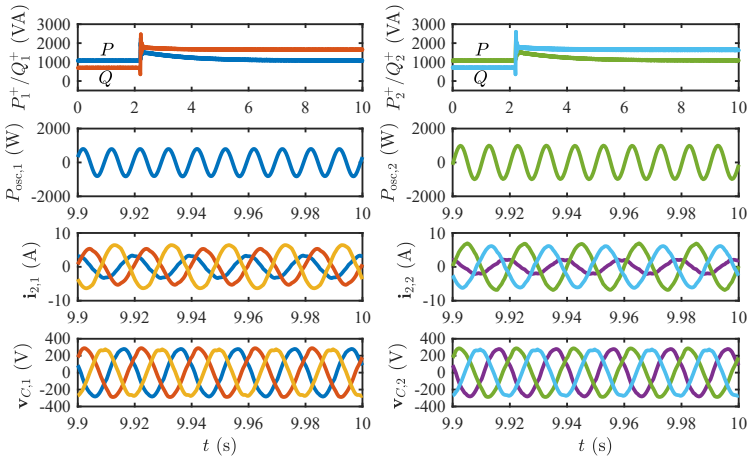 P₁⁺/Q₁⁺ (VA)
3000
2000
1000
0
P
Q
0 2 4 6 8 10
P₂⁺/Q₂⁺ (VA)
3000
2000
1000
0
P
Q
0 2 4 6 8 10
P_osc,1 (W)
2000
0
-2000
9.9 9.92 9.94 9.96 9.98 10
P_osc,2 (W)
2000
0
-2000
9.9 9.92 9.94 9.96 9.98 10
i_2,1 (A)
10
0
-10
9.9 9.92 9.94 9.96 9.98 10
i_2,2 (A)
10
0
-10
9.9 9.92 9.94 9.96 9.98 10
v_C,1 (V)
400
200
0
-200
-400
9.9 9.92 9.94 9.96 9.98 10
t (s)
v_C,2 (V)
400
200
0
-200
-400
9.9 9.92 9.94 9.96 9.98 10
t (s)